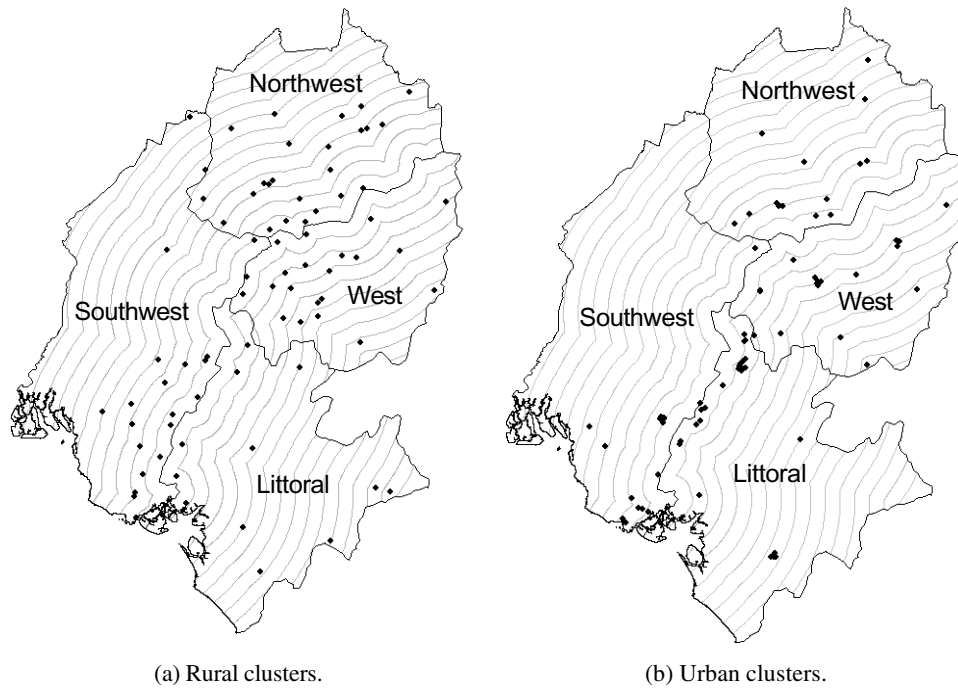 Northwest
Southwest
West
Littoral
(a) Rural clusters.
Northwest
Southwest
West
Littoral
(b) Urban clusters.